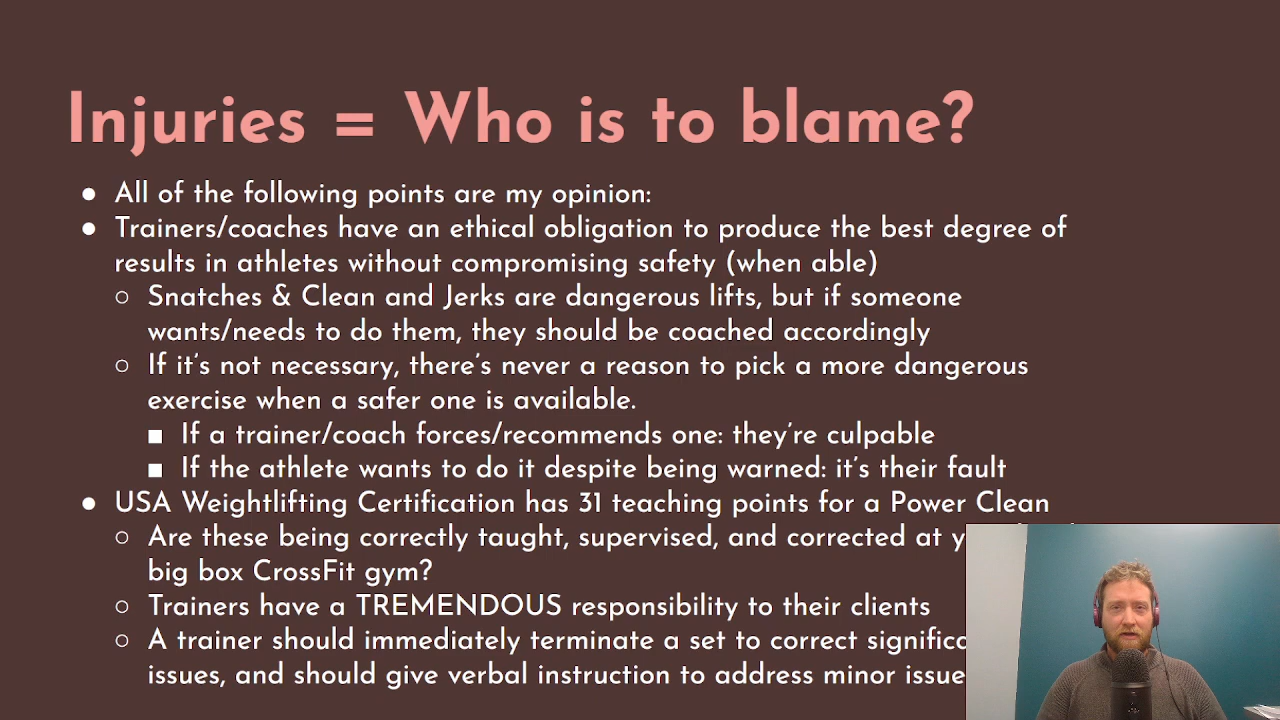 Injuries = Who is to blame?
● All of the following points are my opinion:
● Trainers/coaches have an ethical obligation to produce the best degree of
results in athletes without compromising safety (when able)
○ Snatches & Clean and Jerks are dangerous lifts, but if someone
wants/needs to do them, they should be coached accordingly
○ If it's not necessary, there's never a reason to pick a more dangerous
exercise when a safer one is available.
■ If a trainer/coach forces/recommends one: they're culpable
■ If the athlete wants to do it despite being warned: it's their fault
● USA Weightlifting Certification has 31 teaching points for a Power Clean
○ Are these being correctly taught, supervised, and corrected at
big box CrossFit gym?
○ Trainers have a TREMENDOUS responsibility to their clients
○ A trainer should immediately terminate a set to correct
issues, and should give verbal instruction to address minor